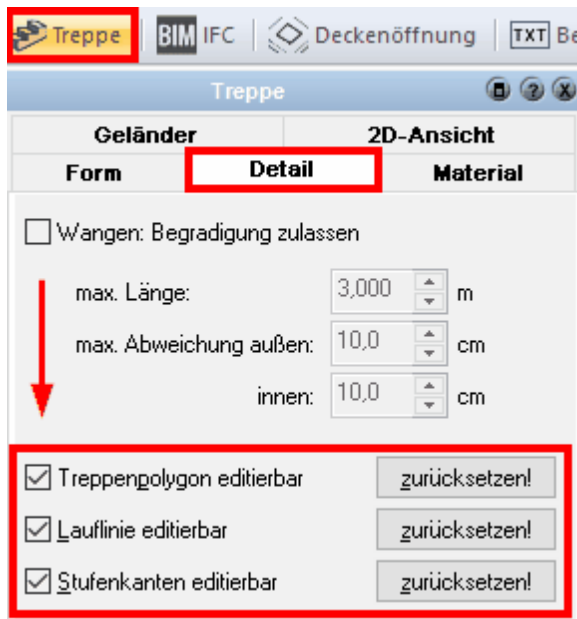 Treppe BIM IFC Deckenöffnung TXT Be
Treppe
Geländer 2D-Ansicht
Form Detail Material
Wangen: Begradigung zulassen
max. Länge: 3,000 m
max. Abweichung außen: 10,0 cm
innen: 10,0 cm
Treppenpolygon editierbar zurücksetzen!
Lauflinie editierbar zurücksetzen!
Stufenkanten editierbar zurücksetzen!